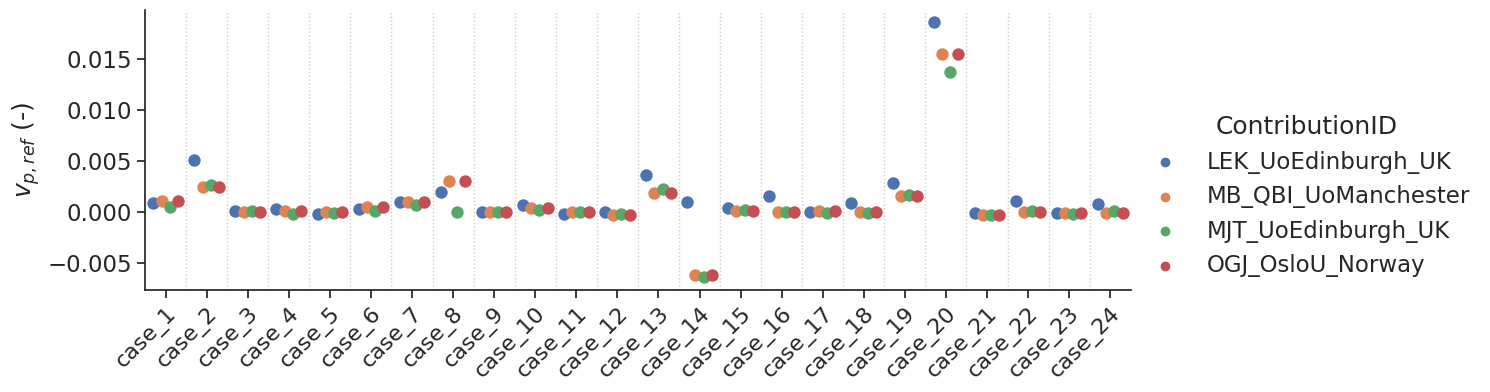 v_{p,ref} (-)
0.015
0.010
0.005
0.000
−0.005
case_1
case_2
case_3
case_4
case_5
case_6
case_7
case_8
case_9
case_10
case_11
case_12
case_13
case_14
case_15
case_16
case_17
case_18
case_19
case_20
case_21
case_22
case_23
case_24
ContributionID
LEK_UoEdinburgh_UK
MB_QBI_UoManchester
MJT_UoEdinburgh_UK
OGJ_OsloU_Norway